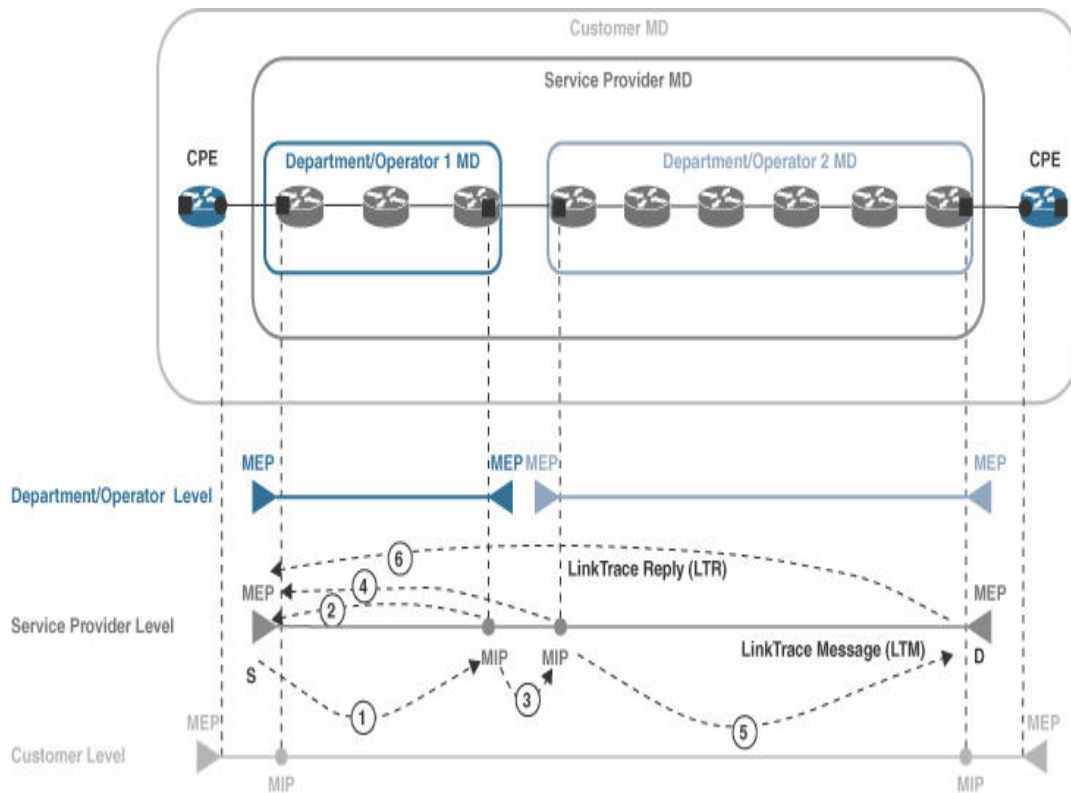 Customer MD
Service Provider MD
CPE
Department/Operator 1 MD
Department/Operator 2 MD
CPE
MEP
MEP
MEP
MEP
Department/Operator Level
6
LinkTrace Reply (LTR)
4
MEP
2
MEP
Service Provider Level
LinkTrace Message (LTM)
S
MIP
MIP
D
3
1
5
MEP
MEP
Customer Level
MIP
MIP